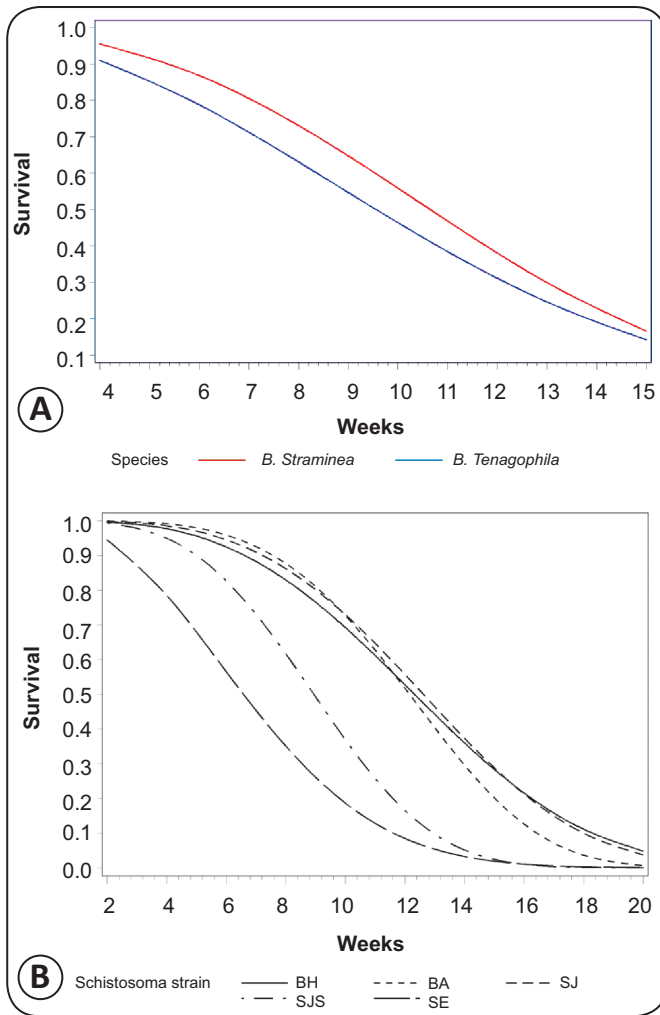 1.0
0.9
0.8
0.7
0.6
0.5
0.4
0.3
0.2
0.1
Survival
4 5 6 7 8 9 10 11 12 13 14 15
Weeks
A
Species B. Straminea B. Tenagophila
1.0
0.9
0.8
0.7
0.6
0.5
0.4
0.3
0.2
0.1
0.0
Survival
2 4 6 8 10 12 14 16 18 20
Weeks
B
Schistosoma strain BH BA SJ
SJS SE